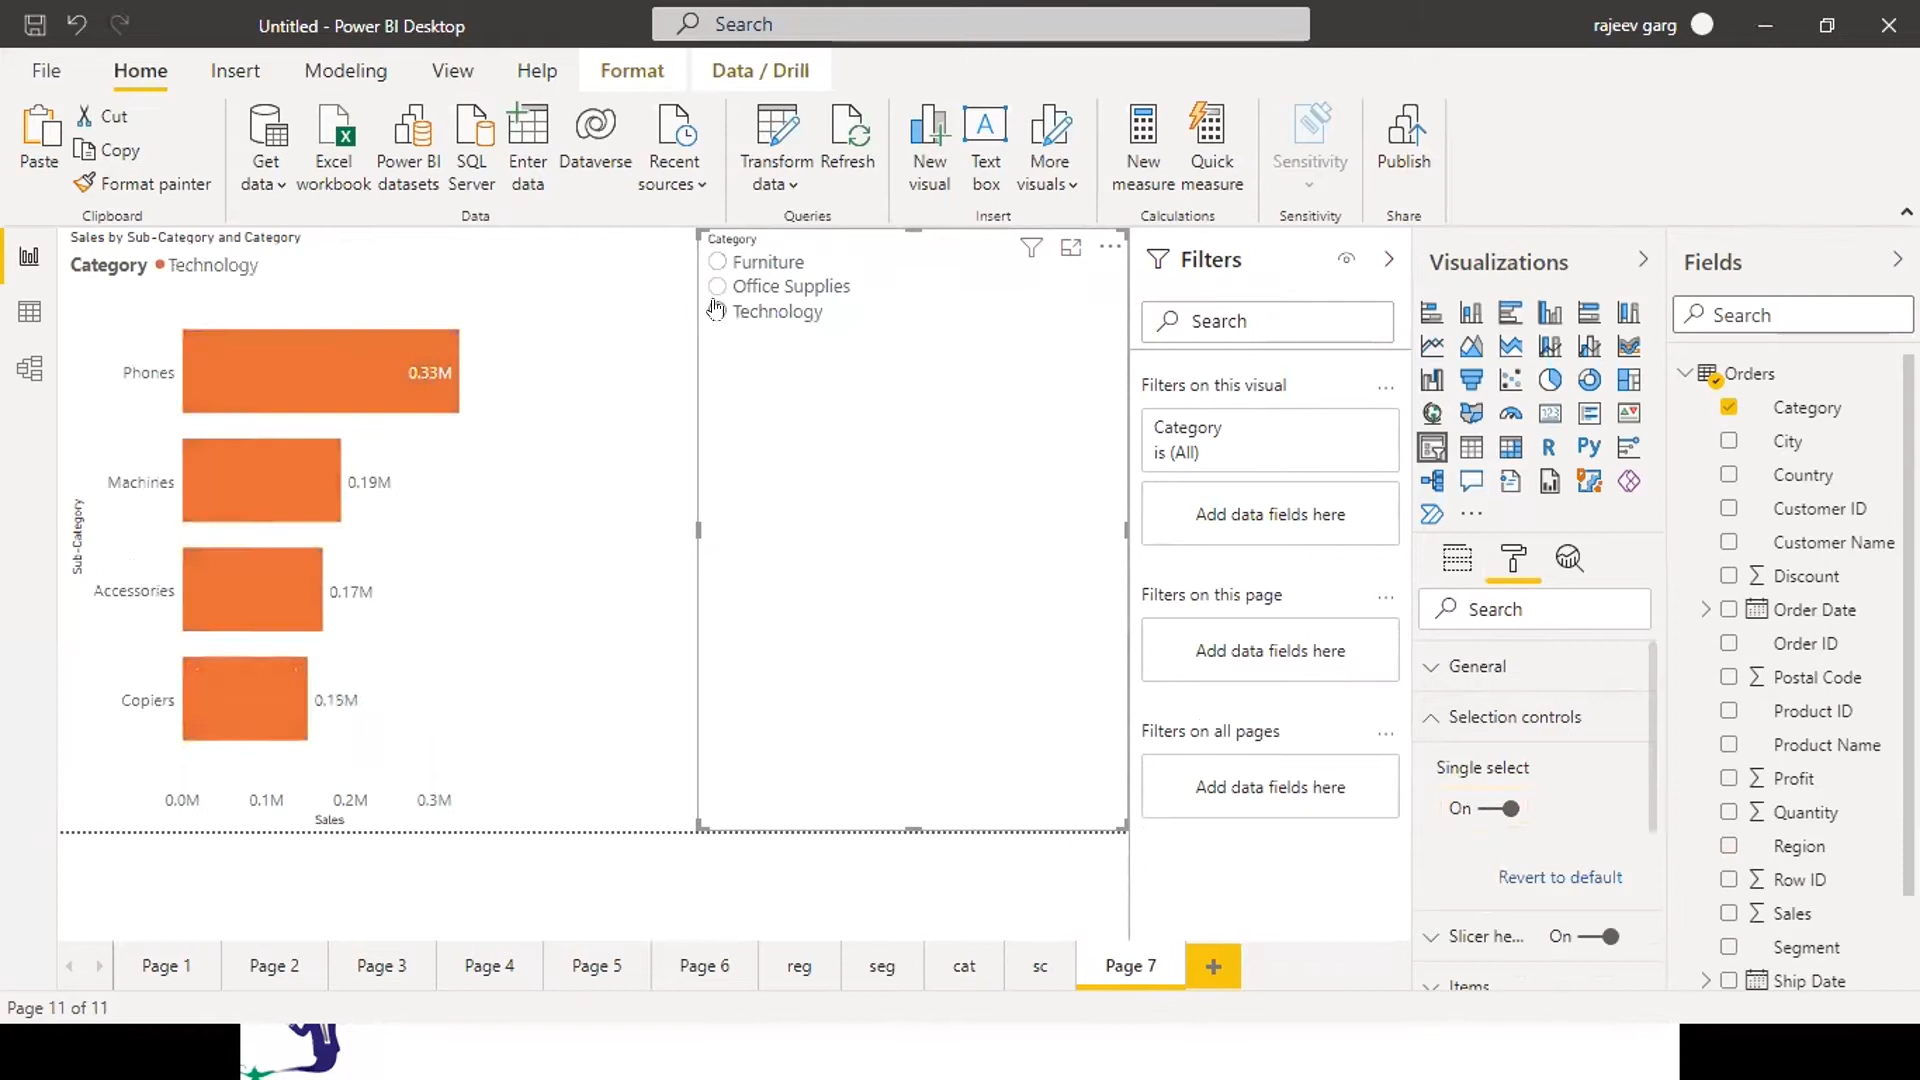 Untitled - Power BI Desktop
Search
rajeev garg
File
Home
Insert
Modeling
View
Help
Format
Data / Drill
Paste
Cut
Copy
Format painter
Clipboard
Get data
Excel workbook
Power BI datasets
SQL Server
Enter data
Dataverse
Recent sources
Data
Transform data
Refresh
Queries
New visual
Text box
More visuals
Insert
New measure
Quick measure
Calculations
Sensitivity
Sensitivity
Publish
Share
Sales by Sub-Category and Category
Category Technology
Sub-Category
Phones 0.33M
Machines 0.19M
Accessories 0.17M
Copiers 0.15M
0.0M 0.1M 0.2M 0.3M
Sales
Category
Furniture
Office Supplies
Technology
Filters
Search
Filters on this visual ...
Category
is (All)
Add data fields here
Filters on this page ...
Add data fields here
Filters on all pages ...
Add data fields here
Visualizations
R
Py
123
...
Search
General
Selection controls
Single select
On
Revert to default
Slicer he... On
Items
Fields
Search
Orders
Category
City
Country
Customer ID
Customer Name
Discount
Order Date
Order ID
Postal Code
Product ID
Product Name
Profit
Quantity
Region
Row ID
Sales
Segment
Ship Date
Page 1
Page 2
Page 3
Page 4
Page 5
Page 6
reg
seg
cat
sc
Page 7
Page 11 of 11